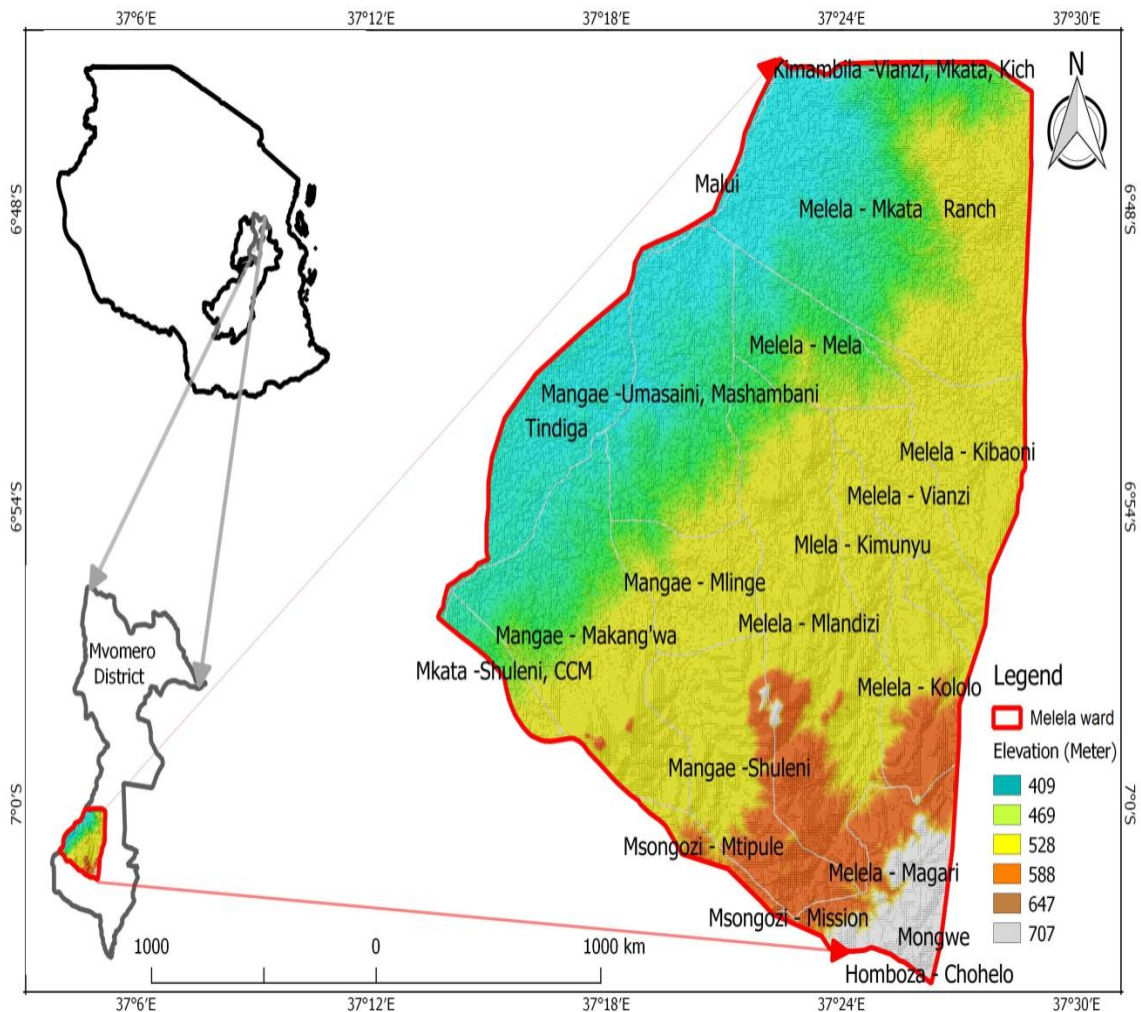 37°6′E 37°12′E 37°18′E 37°24′E 37°30′E
Kimambila -Vianzi, Mkata, Kich
N
Malui
6°48′S
6°48′S
Melela - Mkata Ranch
Melela - Mela
Mangae -Umasaini, Mashambani
Tindiga
Melela - Kibaoni
6°54′S
6°54′S
Melela - Vianzi
Mlela - Kimunyu
Mangae - Mlinge
Melela - Mlandizi
Mangae - Makang'wa
Mkata -Shuleni, CCM
Melela - Kololo
Mvomero
District
Legend
Melela ward
Elevation (Meter)
409
469
528
588
647
707
Mangae -Shuleni
7°0′S
7°0′S
Msongozi - Mtipule
Melela - Magari
Msongozi - Mission
Mongwe
Homboza - Chohelo
1000 0 1000 km
37°6′E 37°12′E 37°18′E 37°24′E 37°30′E